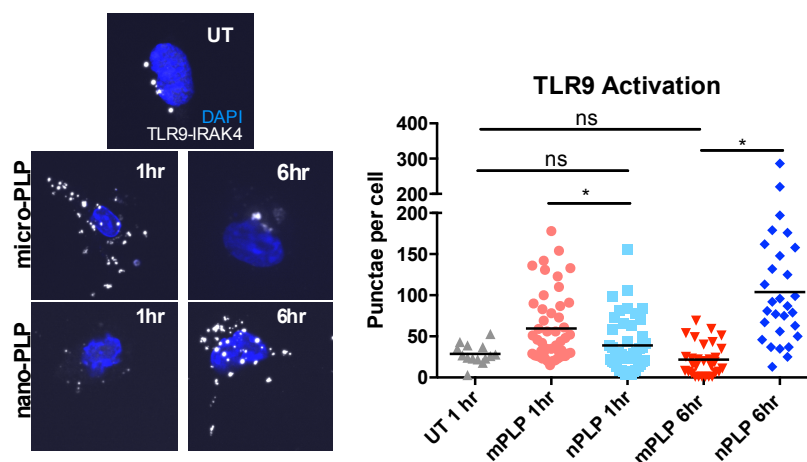 UT
DAPI
TLR9-IRAK4
micro-PLP
1hr
6hr
nano-PLP
1hr
6hr
TLR9 Activation
Punctae per cell
400
300
200
150
100
50
0
ns
ns
*
*
UT 1 hr
mPLP 1hr
nPLP 1hr
mPLP 6hr
nPLP 6hr